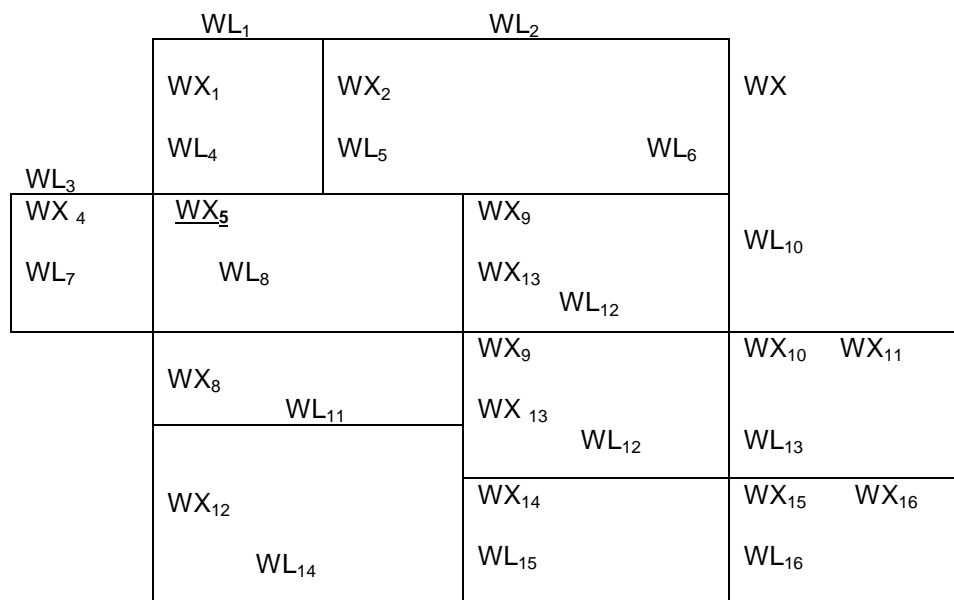 WL₁ WL₂
WX₁ WX₂ WX
WL₄ WL₅ WL₆
WL₃
WX ₄ WX₅ WX₉
WL₁₀
WL₇ WL₈ WX₁₃
WL₁₂
WX₉ WX₁₀ WX₁₁
WX₈
WL₁₁ WX ₁₃
WL₁₂ WL₁₃
WX₁₄ WX₁₅ WX₁₆
WX₁₂
WL₁₄ WL₁₅ WL₁₆